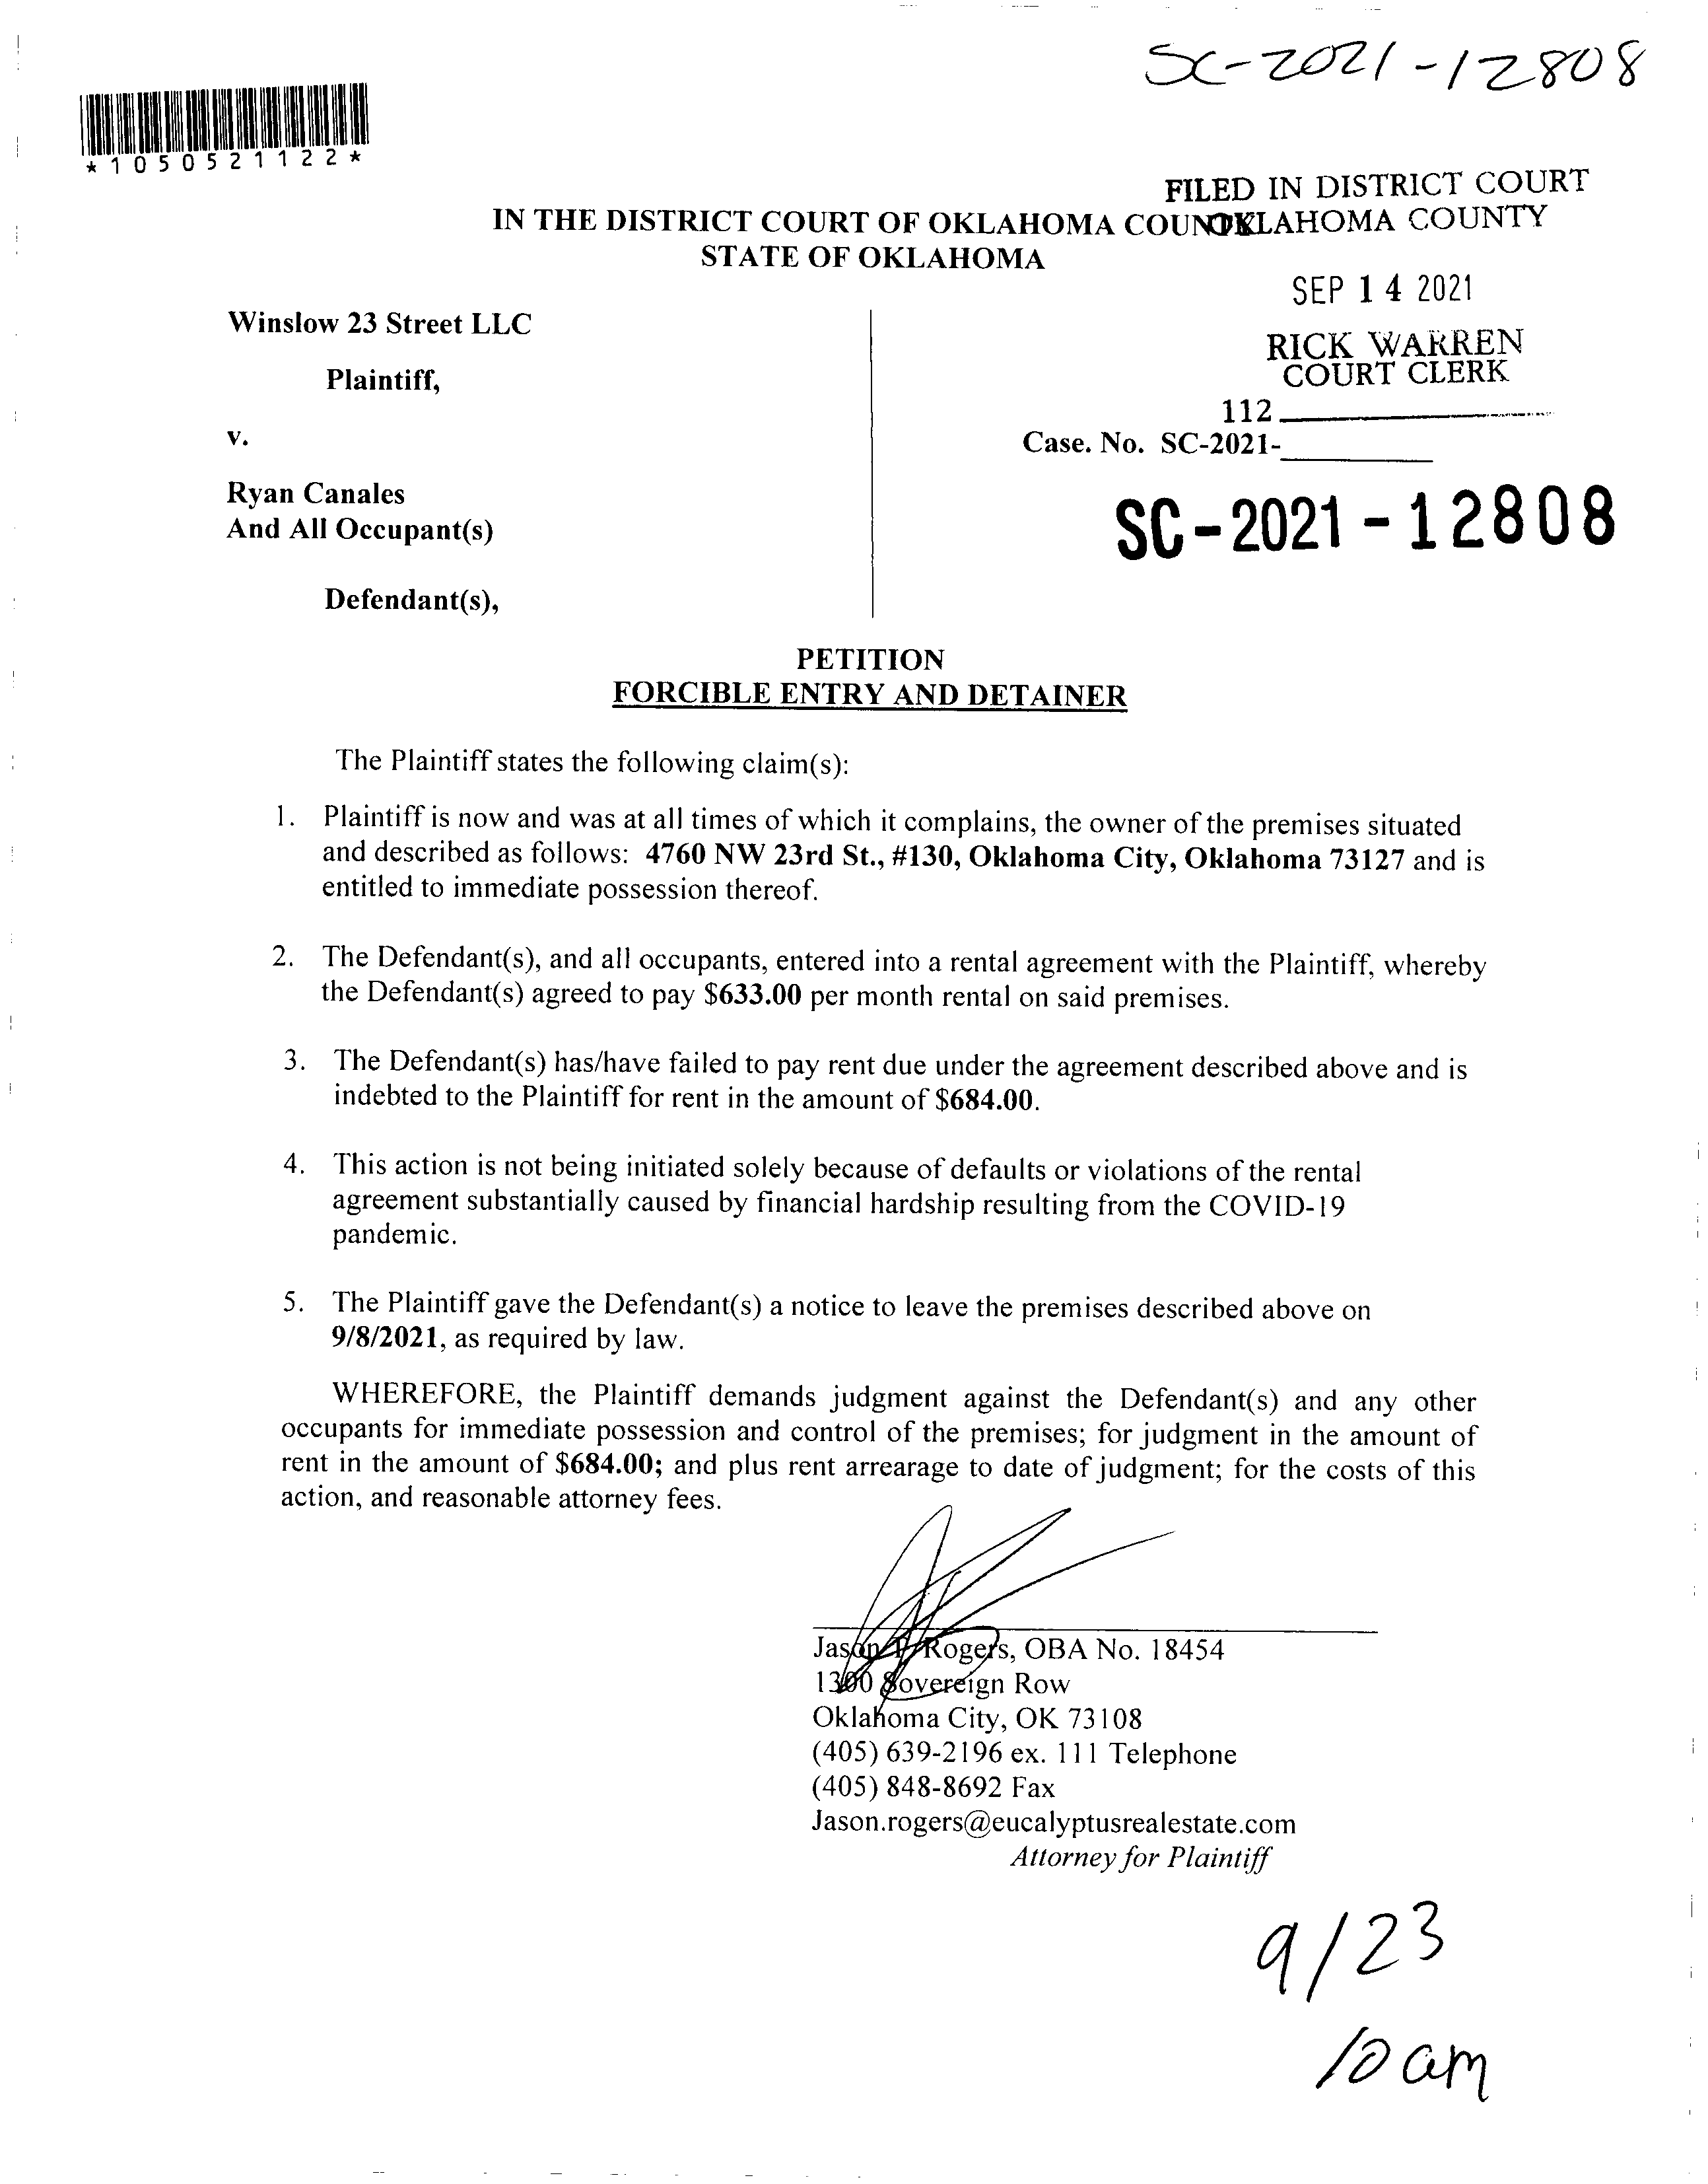 SC-2021-12808
*1050521122*
FILED IN DISTRICT COURT
OKLAHOMA COUNTY
IN THE DISTRICT COURT OF OKLAHOMA COUNTY
STATE OF OKLAHOMA
SEP 14 2021
RICK WARREN
COURT CLERK
112
Winslow 23 Street LLC
Plaintiff,
v.
Case. No. SC-2021-
SC-2021-12808
Ryan Canales
And All Occupant(s)
Defendant(s),
PETITION
FORCIBLE ENTRY AND DETAINER
The Plaintiff states the following claim(s):
1. Plaintiff is now and was at all times of which it complains, the owner of the premises situated
and described as follows: 4760 NW 23rd St., #130, Oklahoma City, Oklahoma 73127 and is
entitled to immediate possession thereof.
2. The Defendant(s), and all occupants, entered into a rental agreement with the Plaintiff, whereby
the Defendant(s) agreed to pay $633.00 per month rental on said premises.
3. The Defendant(s) has/have failed to pay rent due under the agreement described above and is
indebted to the Plaintiff for rent in the amount of $684.00.
4. This action is not being initiated solely because of defaults or violations of the rental
agreement substantially caused by financial hardship resulting from the COVID-19
pandemic.
5. The Plaintiff gave the Defendant(s) a notice to leave the premises described above on
9/8/2021, as required by law.
WHEREFORE, the Plaintiff demands judgment against the Defendant(s) and any other
occupants for immediate possession and control of the premises; for judgment in the amount of
rent in the amount of $684.00; and plus rent arrearage to date of judgment; for the costs of this
action, and reasonable attorney fees.
Jason Rogers, OBA No. 18454
1300 Sovereign Row
Oklahoma City, OK 73108
(405) 639-2196 ex. 111 Telephone
(405) 848-8692 Fax
Jason.rogers@eucalyptusrealestate.com
Attorney for Plaintiff
9/23
10 am